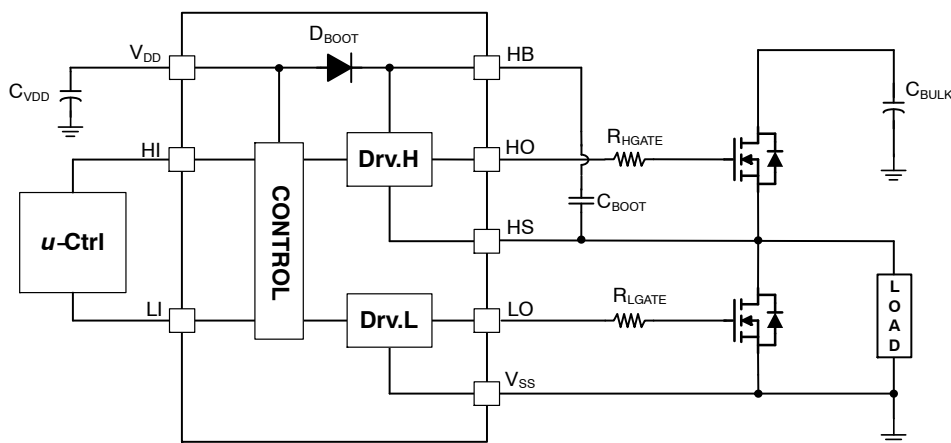 D_BOOT
V_DD
HB
C_VDD
C_BULK
HI
Drv.H
HO
R_HGATE
CONTROL
C_BOOT
u-Ctrl
HS
LI
Drv.L
LO
R_LGATE
LOAD
V_SS